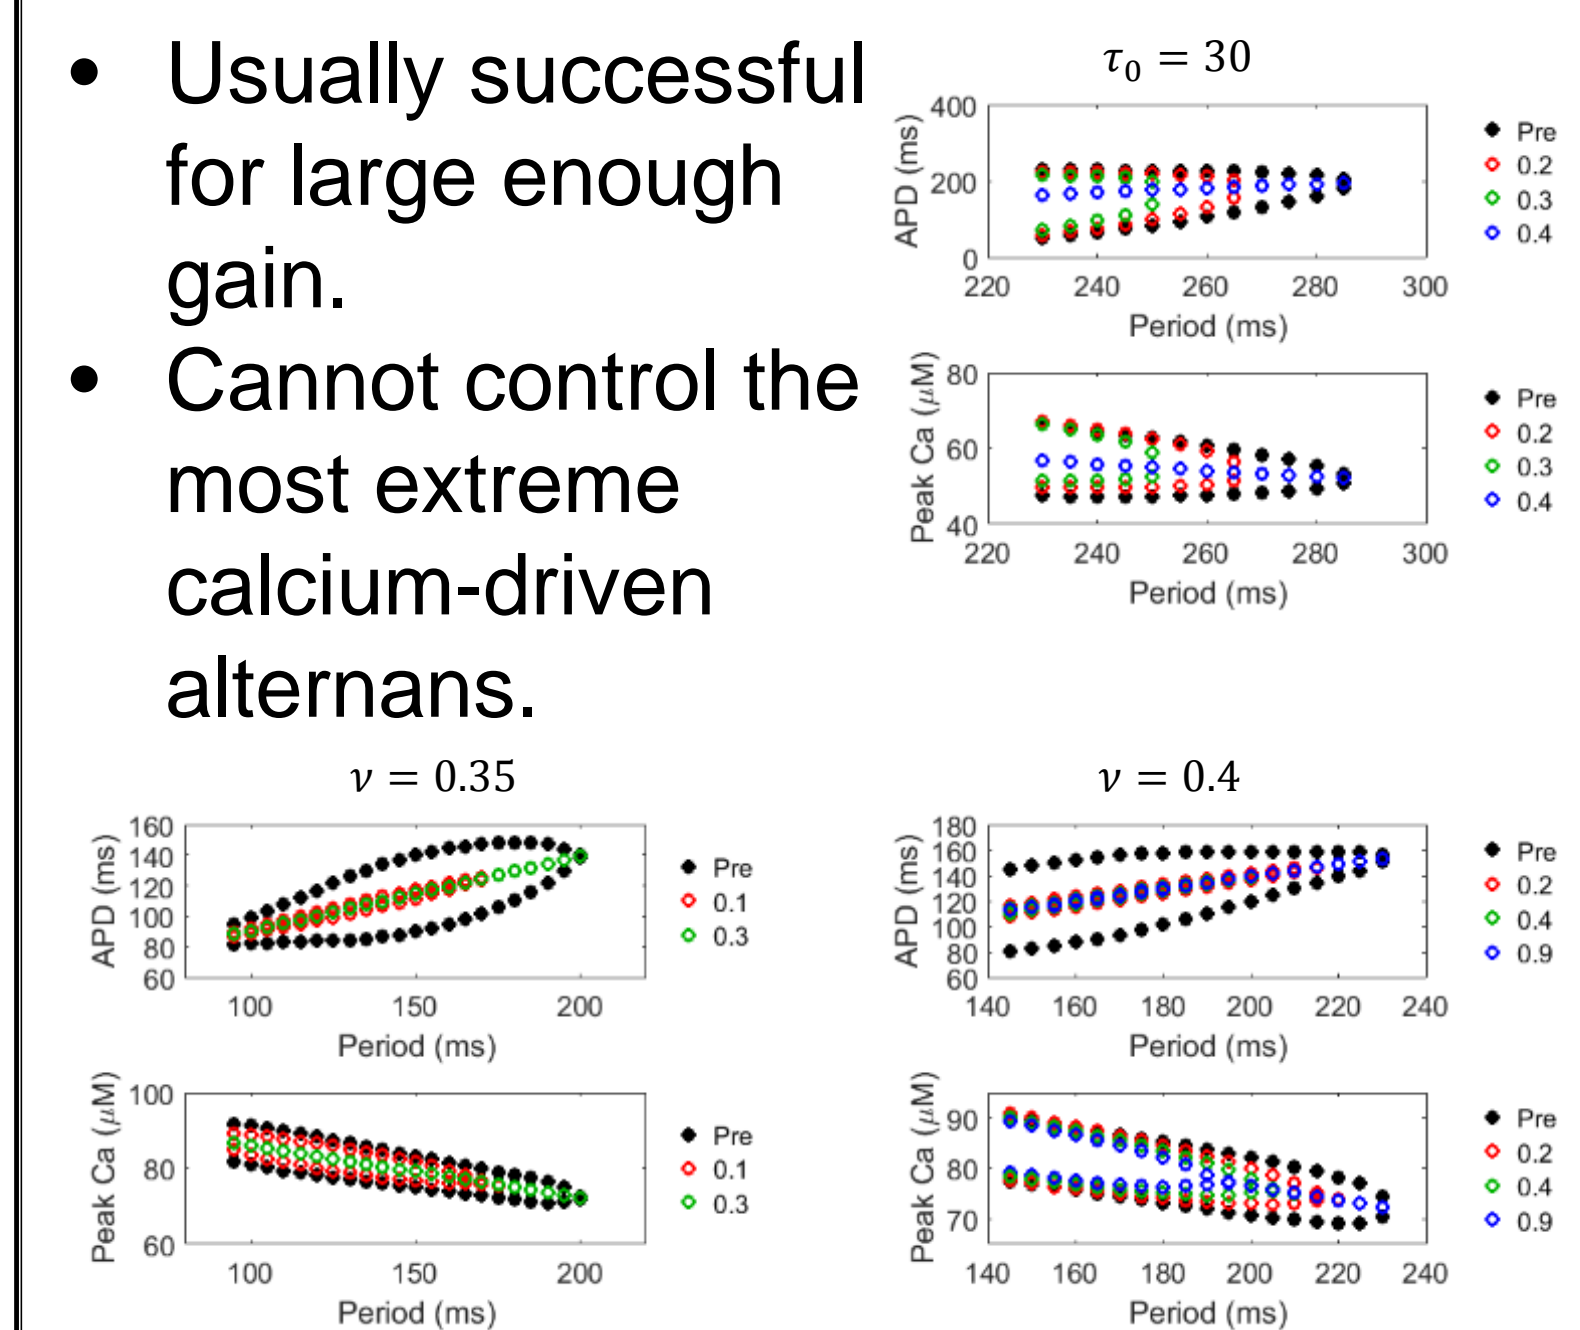 • Usually successful
for large enough
gain.
• Cannot control the
most extreme
calcium-driven
alternans.
τ₀ = 30
400
200
0
APD (ms)
220 240 260 280 300
Period (ms)
Pre
0.2
0.3
0.4
80
60
40
Peak Ca (μM)
220 240 260 280 300
Period (ms)
Pre
0.2
0.3
0.4
ν = 0.35
160
140
120
100
80
60
APD (ms)
100 150 200
Period (ms)
Pre
0.1
0.3
100
80
60
Peak Ca (μM)
100 150 200
Period (ms)
Pre
0.1
0.3
ν = 0.4
180
160
140
120
100
80
60
APD (ms)
140 160 180 200 220 240
Period (ms)
Pre
0.2
0.4
0.9
90
80
70
Peak Ca (μM)
140 160 180 200 220 240
Period (ms)
Pre
0.2
0.4
0.9